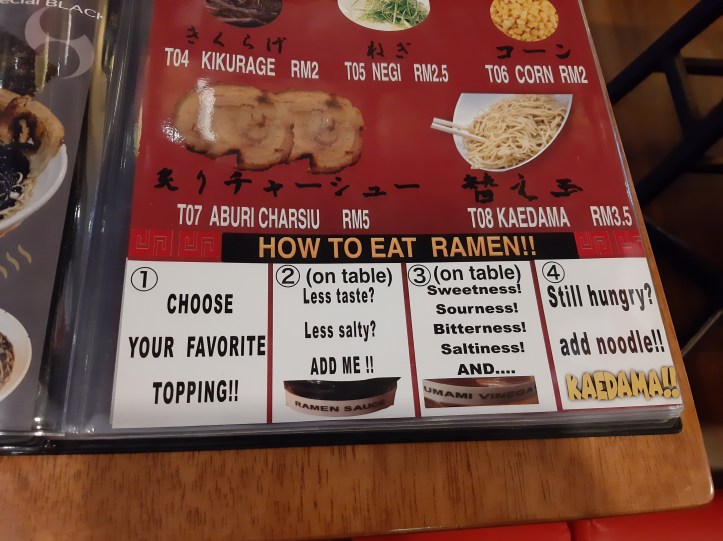 ecial BLACK
きくらげ ねぎ コーン
T04 KIKURAGE RM2 T05 NEGI RM2.5 T06 CORN RM2
炙りチャーシュー 替え玉
T07 ABURI CHARSIU RM5 T08 KAEDAMA RM3.5
HOW TO EAT RAMEN!!
①
CHOOSE
YOUR FAVORITE
TOPPING!!
② (on table)
Less taste?
Less salty?
ADD ME !!
RAMEN SAUCE
③ (on table)
Sweetness!
Sourness!
Bitterness!
Saltiness!
AND....
UMAMI VINEGA
④
Still hungry?
add noodle!!
KAEDAMA!!